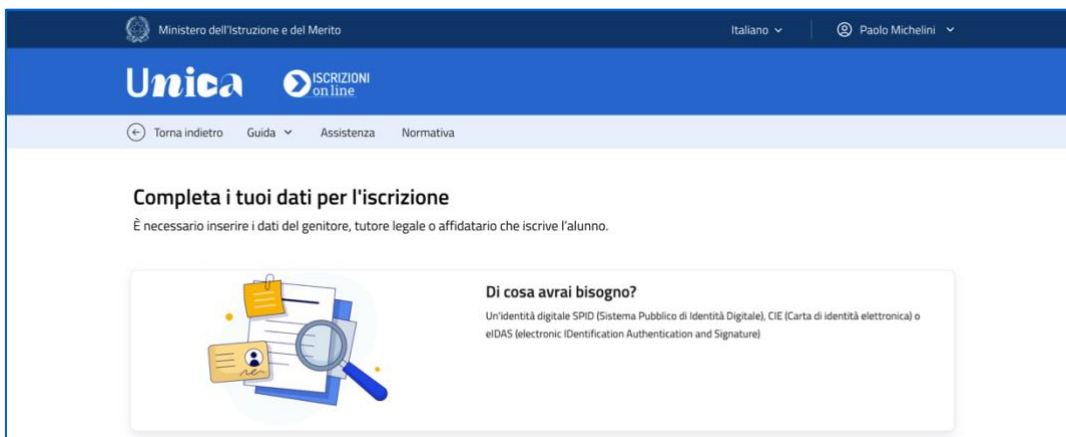 Ministero dell'Istruzione e del Merito
Italiano
Paolo Michelini
Unica
ISCRIZIONI
online
Torna indietro
Guida
Assistenza
Normativa
Completa i tuoi dati per l'iscrizione
È necessario inserire i dati del genitore, tutore legale o affidatario che iscrive l'alunno.
Di cosa avrai bisogno?
Un'identità digitale SPID (Sistema Pubblico di Identità Digitale), CIE (Carta di identità elettronica) o
eIDAS (electronic IDentification Authentication and Signature)